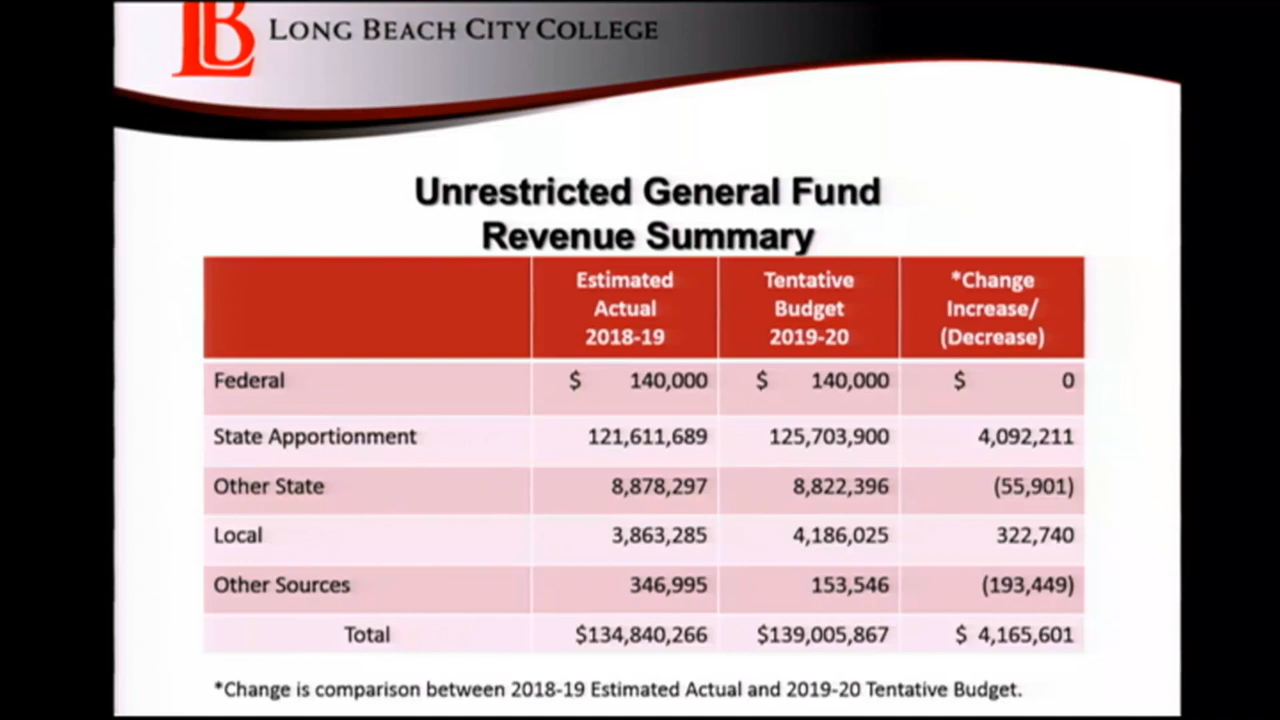 LB LONG BEACH CITY COLLEGE
Unrestricted General Fund
Revenue Summary
Estimated Actual 2018-19 Tentative Budget 2019-20 *Change Increase/ (Decrease)
Federal $ 140,000 $ 140,000 $ 0
State Apportionment 121,611,689 125,703,900 4,092,211
Other State 8,878,297 8,822,396 (55,901)
Local 3,863,285 4,186,025 322,740
Other Sources 346,995 153,546 (193,449)
Total $134,840,266 $139,005,867 $ 4,165,601
*Change is comparison between 2018-19 Estimated Actual and 2019-20 Tentative Budget.